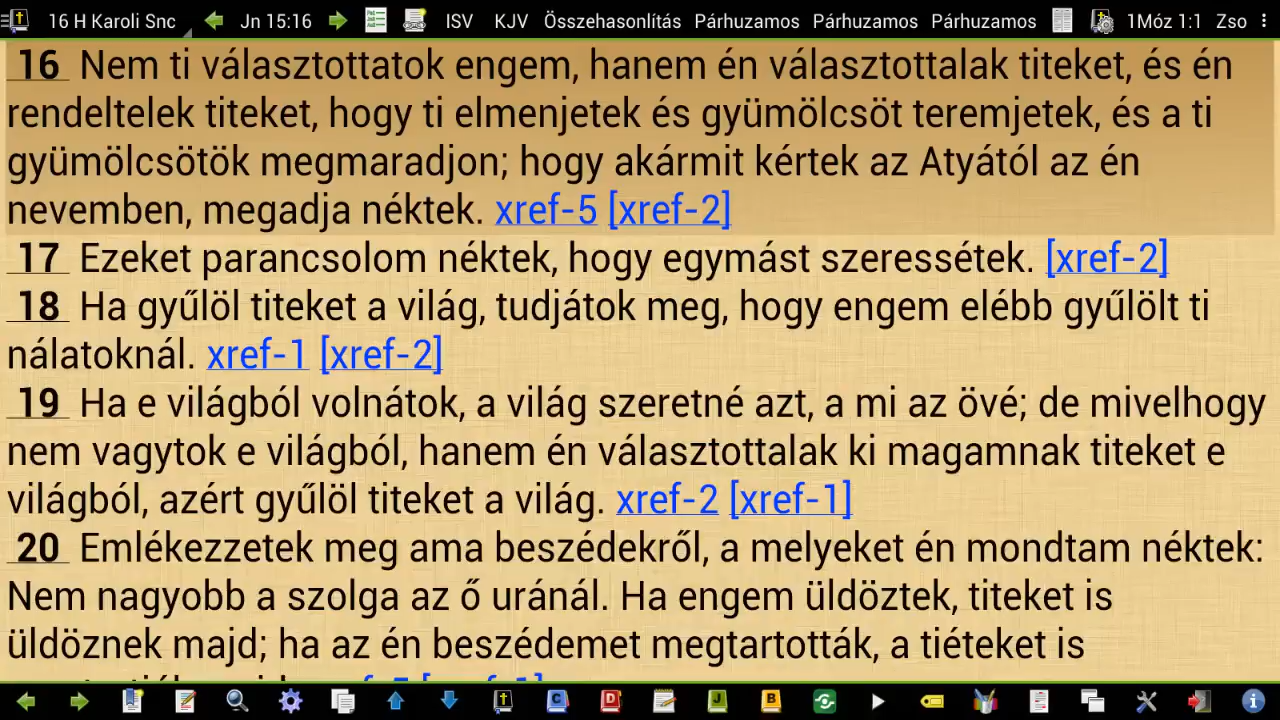 16 H Karoli Snc Jn 15:16 ISV KJV Összehasonlítás Párhuzamos Párhuzamos Párhuzamos 1Móz 1:1 Zso
16 Nem ti választottatok engem, hanem én választottalak titeket, és én
rendeltelek titeket, hogy ti elmenjetek és gyümölcsöt teremjetek, és a ti
gyümölcsötök megmaradjon; hogy akármit kértek az Atyától az én
nevemben, megadja néktek. xref-5 [xref-2]
17 Ezeket parancsolom néktek, hogy egymást szeressétek. [xref-2]
18 Ha gyűlöl titeket a világ, tudjátok meg, hogy engem elébb gyűlölt ti
nálatoknál. xref-1 [xref-2]
19 Ha e világból volnátok, a világ szeretné azt, a mi az övé; de mivelhogy
nem vagytok e világból, hanem én választottalak ki magamnak titeket e
világból, azért gyűlöl titeket a világ. xref-2 [xref-1]
20 Emlékezzetek meg ama beszédekről, a melyeket én mondtam néktek:
Nem nagyobb a szolga az ő uránál. Ha engem üldöztek, titeket is
üldöznek majd; ha az én beszédemet megtartották, a tiéteket is
C D J B